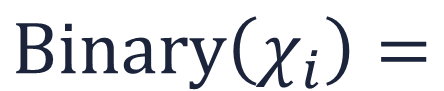 Binary(χᵢ) =